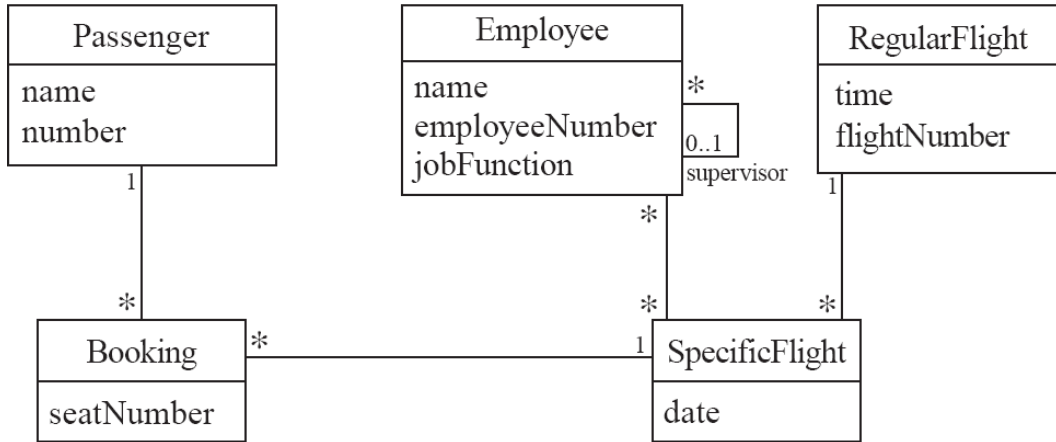 Passenger
name
number
1
*
Employee
name
employeeNumber
jobFunction
*
0..1
supervisor
*
*
RegularFlight
time
flightNumber
1
*
Booking
seatNumber
*
1
SpecificFlight
date